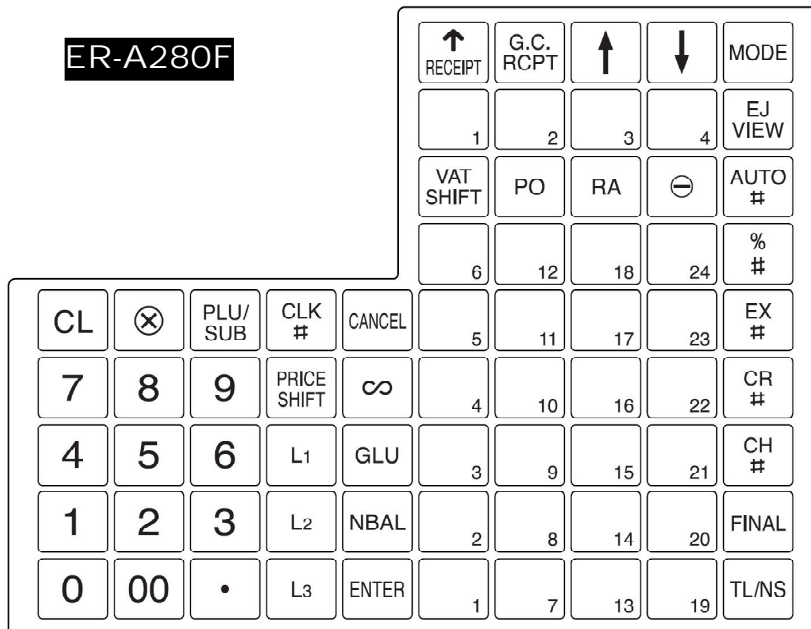 ER-A280F
↑ RECEIPT G.C. RCPT ↑ ↓ MODE
1 2 3 4 EJ VIEW
VAT SHIFT PO RA ⊖ AUTO #
6 12 18 24 % #
CL ⊗ PLU/ SUB CLK # CANCEL 5 11 17 23 EX #
7 8 9 PRICE SHIFT ∞ 4 10 16 22 CR #
4 5 6 L1 GLU 3 9 15 21 CH #
1 2 3 L2 NBAL 2 8 14 20 FINAL
0 00 • L3 ENTER 1 7 13 19 TL/NS